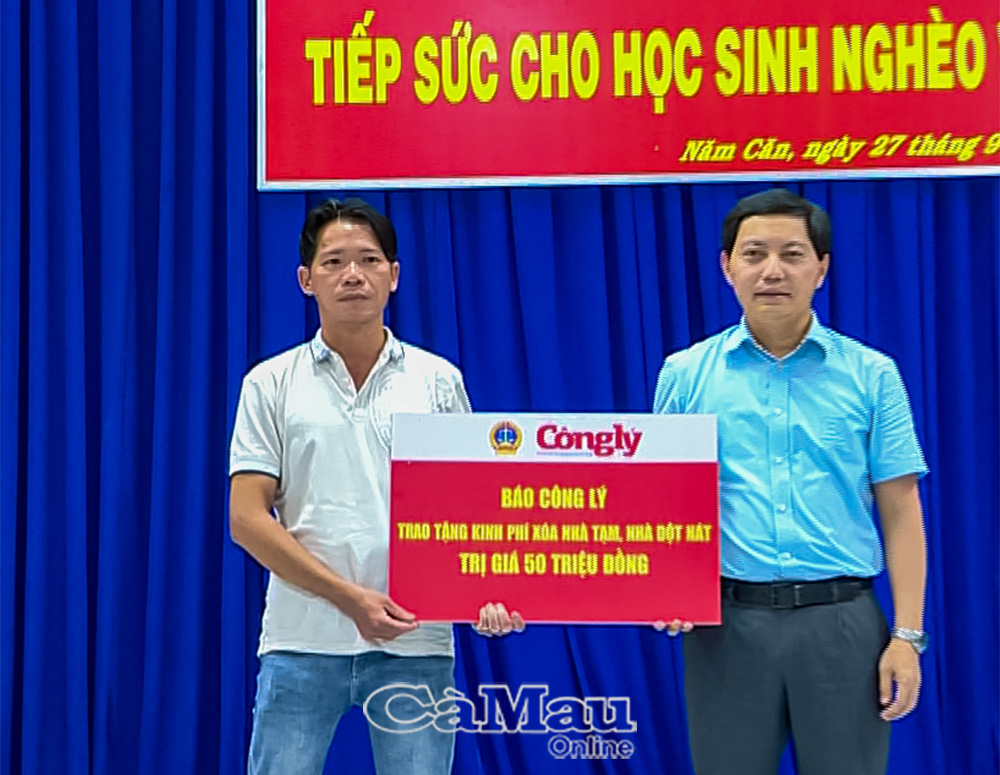 TIẾP SỨC CHO HỌC SINH NGHÈO
Năm Căn, ngày 27 tháng 9
Cônglý
BÁO CÔNG LÝ
TRAO TẶNG KINH PHÍ XÓA NHÀ TẠM, NHÀ DỘT NÁT
TRỊ GIÁ 50 TRIỆU ĐỒNG
CàMau
Online